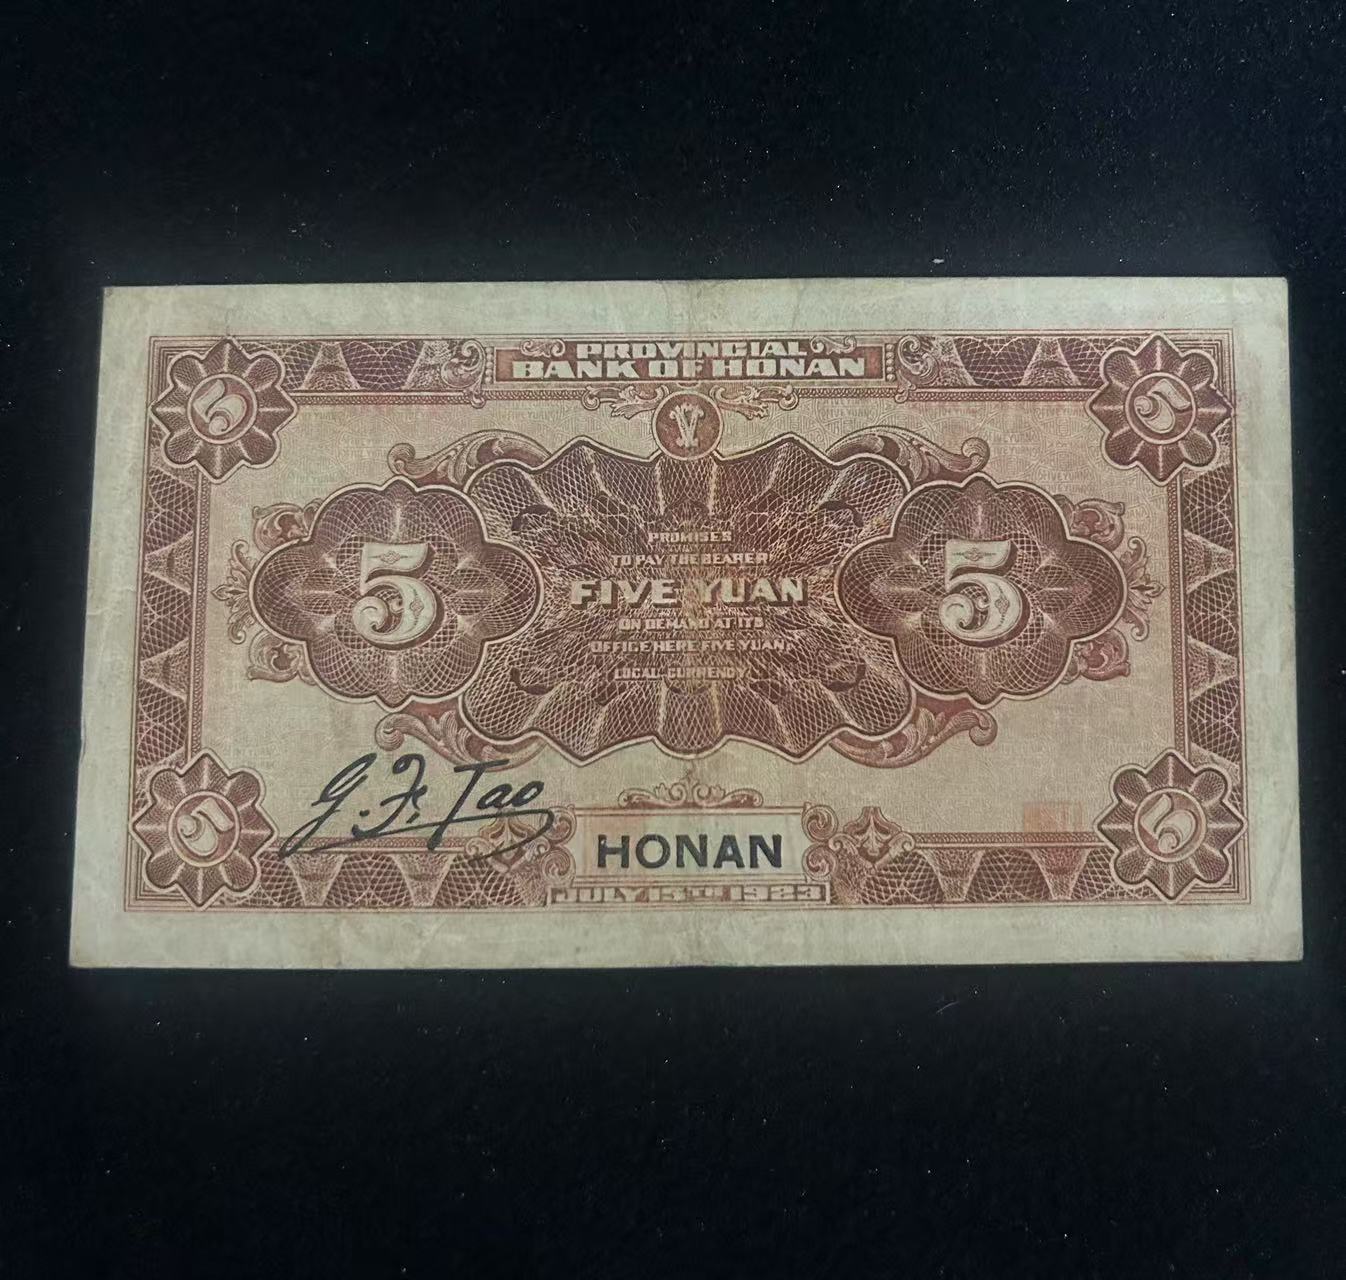 PROVINCIAL
BANK OF HONAN
5 5
V
PROMISES
TO PAY THE BEARER
FIVE YUAN
5 5
ON DEMAND AT ITS
OFFICE HERE FIVE YUAN,
LOCAL CURRENCY
G. F. Tao
5 5
HONAN
JULY 15TH 1923